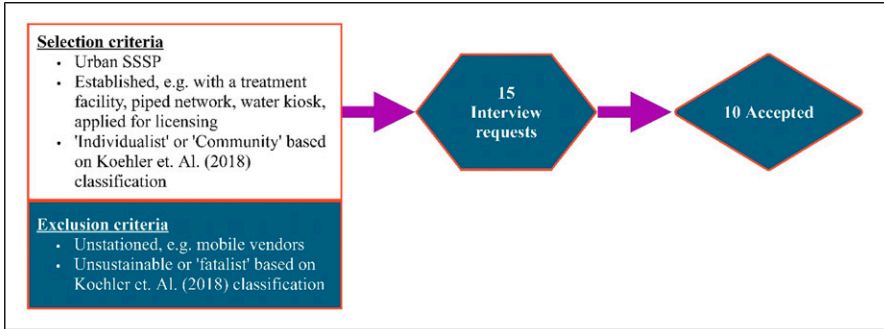 Selection criteria
• Urban SSSP
• Established, e.g. with a treatment
facility, piped network, water kiosk,
applied for licensing
• 'Individualist' or 'Community' based
on Koehler et. Al. (2018)
classification
Exclusion criteria
• Unstationed, e.g. mobile vendors
• Unsustainable or 'fatalist' based on
Koehler et. Al. (2018) classification
15
Interview
requests
10 Accepted